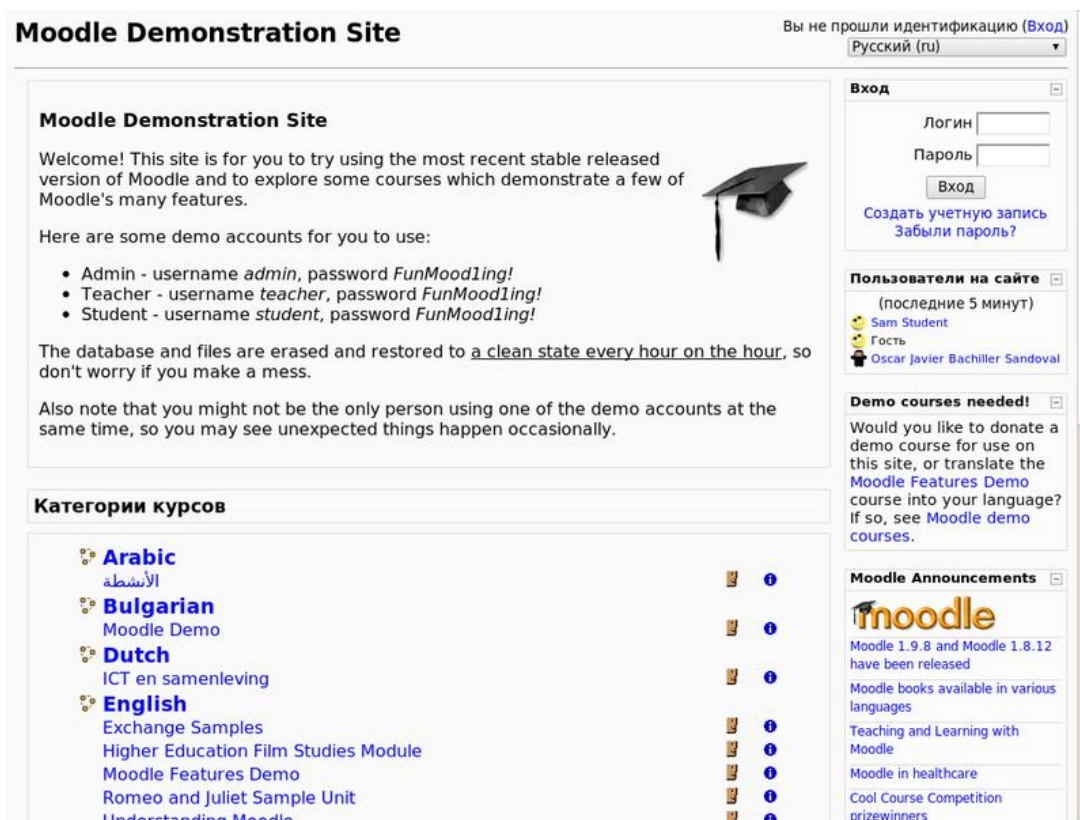 Moodle Demonstration Site
Вы не прошли идентификацию (Вход)
Русский (ru)
Moodle Demonstration Site
Welcome! This site is for you to try using the most recent stable released
version of Moodle and to explore some courses which demonstrate a few of
Moodle's many features.
Here are some demo accounts for you to use:
Admin - username admin, password FunMood1ing!
Teacher - username teacher, password FunMood1ing!
Student - username student, password FunMood1ing!
The database and files are erased and restored to a clean state every hour on the hour, so
don't worry if you make a mess.
Also note that you might not be the only person using one of the demo accounts at the
same time, so you may see unexpected things happen occasionally.
Категории курсов
Arabic
الأنشطة
Bulgarian
Moodle Demo
Dutch
ICT en samenleving
English
Exchange Samples
Higher Education Film Studies Module
Moodle Features Demo
Romeo and Juliet Sample Unit
Understanding Moodle
Вход
Логин
Пароль
Вход
Создать учетную запись
Забыли пароль?
Пользователи на сайте
(последние 5 минут)
Sam Student
Гость
Oscar Javier Bachiller Sandoval
Demo courses needed!
Would you like to donate a
demo course for use on
this site, or translate the
Moodle Features Demo
course into your language?
If so, see Moodle demo
courses.
Moodle Announcements
moodle
Moodle 1.9.8 and Moodle 1.8.12
have been released
Moodle books available in various
languages
Teaching and Learning with
Moodle
Moodle in healthcare
Cool Course Competition
prizewinners